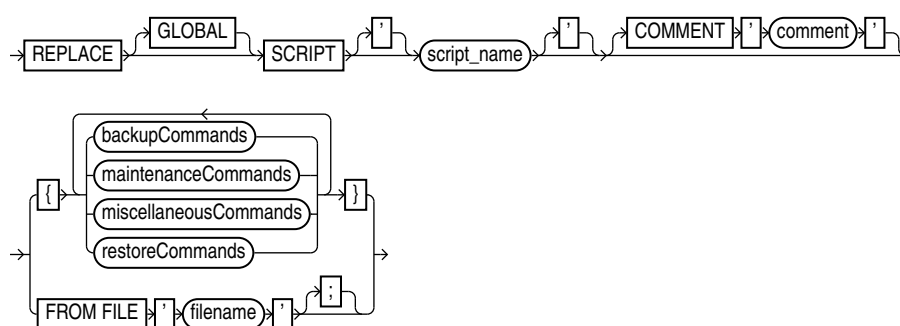 REPLACE GLOBAL SCRIPT ' script_name ' COMMENT ' comment '
{ backupCommands
maintenanceCommands
miscellaneousCommands
restoreCommands }
FROM FILE ' filename ' ;